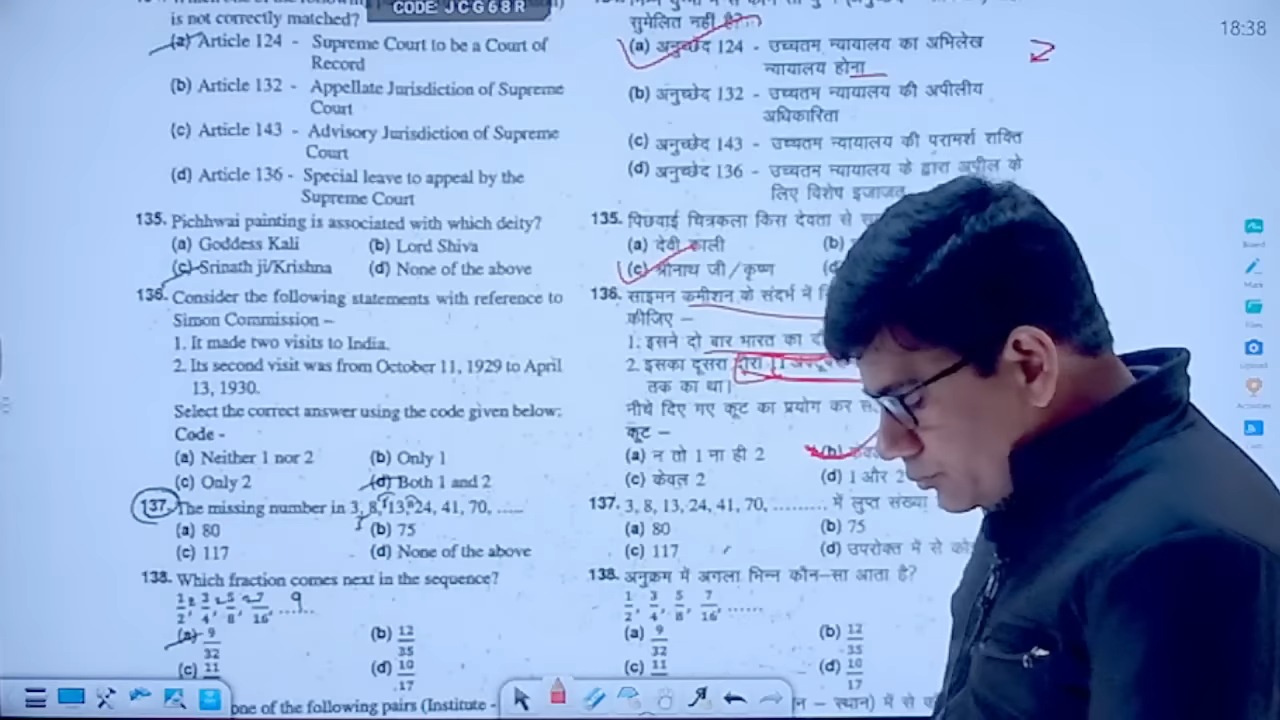 CODE: JCG68R
18:38
is not correctly matched?
(a) Article 124 - Supreme Court to be a Court of
Record
(b) Article 132 - Appellate Jurisdiction of Supreme
Court
(c) Article 143 - Advisory Jurisdiction of Supreme
Court
(d) Article 136 - Special leave to appeal by the
Supreme Court
135. Pichhwai painting is associated with which deity?
(a) Goddess Kali (b) Lord Shiva
(c) Srinath ji/Krishna (d) None of the above
136. Consider the following statements with reference to
Simon Commission –
1. It made two visits to India.
2. Its second visit was from October 11, 1929 to April
13, 1930.
Select the correct answer using the code given below:
Code -
(a) Neither 1 nor 2 (b) Only 1
(c) Only 2 (d) Both 1 and 2
137. The missing number in 3, 8, 13, 24, 41, 70, .....
(a) 80 (b) 75
(c) 117 (d) None of the above
138. Which fraction comes next in the sequence?
1/2, 3/4, 5/8, 7/16, ...... 9
(a) 9/32 (b) 12/35
(c) 11 (d) 10/17
one of the following pairs (Institute -
सुमेलित नहीं है?
(a) अनुच्छेद 124 - उच्चतम न्यायालय का अभिलेख
न्यायालय होना
2
(b) अनुच्छेद 132 - उच्चतम न्यायालय की अपीलीय
अधिकारिता
(c) अनुच्छेद 143 - उच्चतम न्यायालय की परामर्श शक्ति
(d) अनुच्छेद 136 - उच्चतम न्यायालय के द्वारा अपील के
लिए विशेष इजाजत
135. पिछवाई चित्रकला किस देवता से
(a) देवी काली (b)
(c) श्रीनाथ जी/कृष्ण
136. साइमन कमीशन के संदर्भ में
कीजिए –
1. इसने दो बार भारत का
2. इसका दूसरा दौरा 11
तक का था।
नीचे दिए गए कूट का प्रयोग कर
कूट –
(a) न तो 1 ना ही 2 (b)
(c) केवल 2 (d) 1 और 2
137. 3, 8, 13, 24, 41, 70, ......... में लुप्त संख्या
(a) 80 (b) 75
(c) 117 (d) उपरोक्त में से
138. अनुक्रम में अगला भिन्न कौन-सा आता है?
1/2, 3/4, 5/8, 7/16, ......
(a) 9/32 (b) 12/35
(c) 11 (d) 10/17
न – स्थान) में से